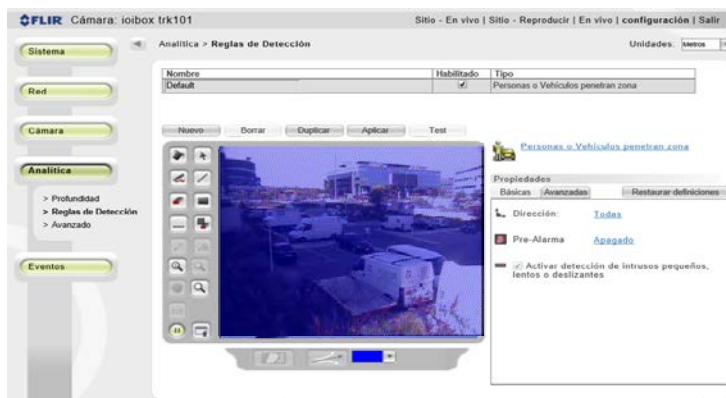 FLIR Cámara: ioibox trk101
Sitio - En vivo | Sitio - Reproducir | En vivo | configuración | Salir
Sistema
Red
Cámara
Analítica
> Profundidad
> Reglas de Detección
> Avanzado
Eventos
Analítica > Reglas de Detección
Unidades: Metros
Nombre Habilitado Tipo
Default Personas o Vehículos penetran zona
Nuevo Borrar Duplicar Aplicar Test
Personas o Vehículos penetran zona
Propiedades
Básicas Avanzadas Restaurar definiciones
Dirección: Todas
Pre-Alarma Apagado
Activar detección de intrusos pequeños, lentos o deslizantes